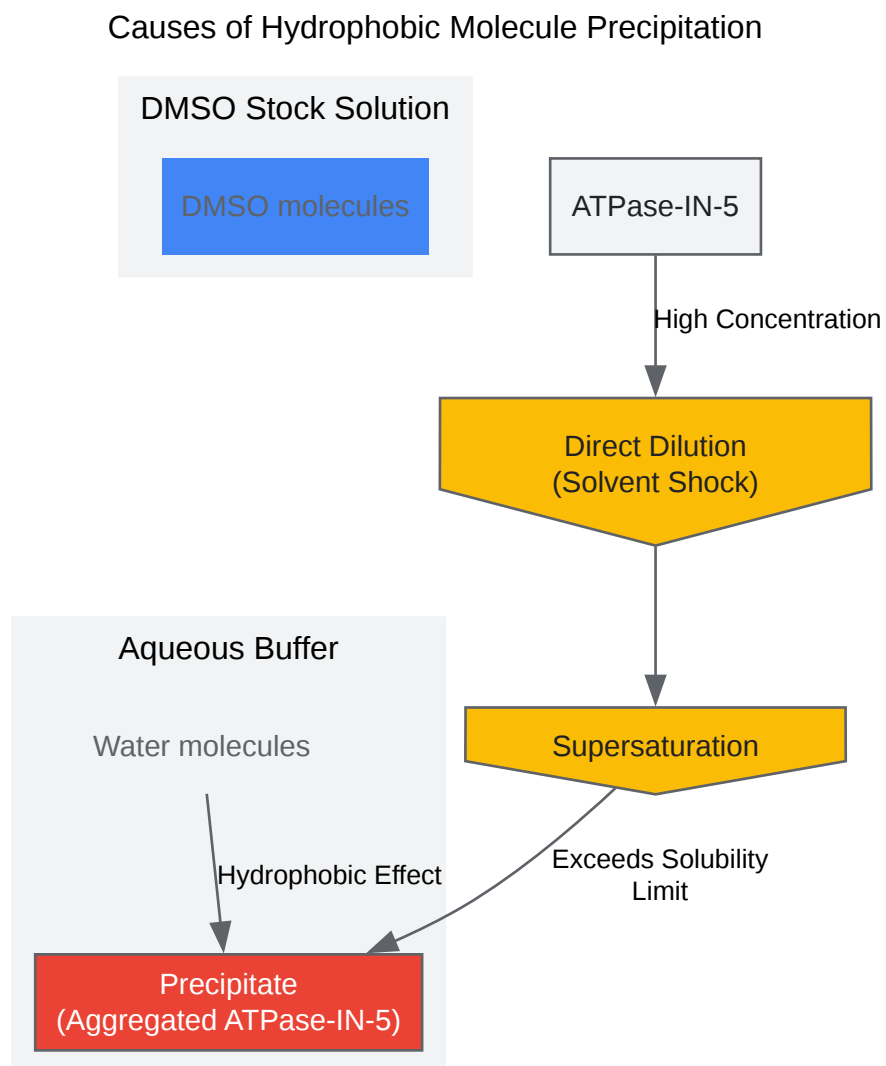 Causes of Hydrophobic Molecule Precipitation
DMSO Stock Solution
DMSO molecules
ATPase-IN-5
High Concentration
Direct Dilution
(Solvent Shock)
Aqueous Buffer
Water molecules
Supersaturation
Hydrophobic Effect
Exceeds Solubility
Limit
Precipitate
(Aggregated ATPase-IN-5)